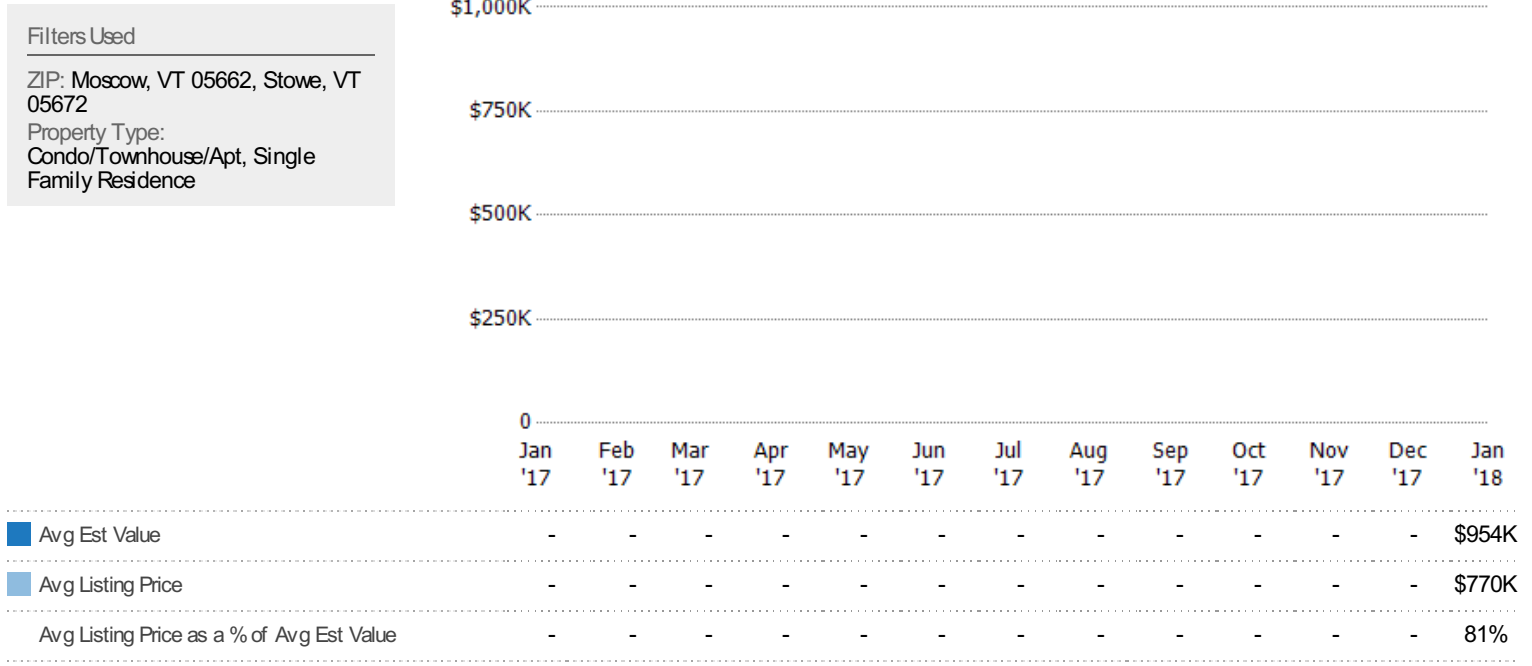 Filters Used
ZIP: Moscow, VT 05662, Stowe, VT
05672
Property Type:
Condo/Townhouse/Apt, Single
Family Residence
$1,000K
$750K
$500K
$250K
0
Jan Feb Mar Apr May Jun Jul Aug Sep Oct Nov Dec Jan
'17 '17 '17 '17 '17 '17 '17 '17 '17 '17 '17 '17 '18
Avg Est Value - - - - - - - - - - - - $954K
Avg Listing Price - - - - - - - - - - - - $770K
Avg Listing Price as a % of Avg Est Value - - - - - - - - - - - - 81%